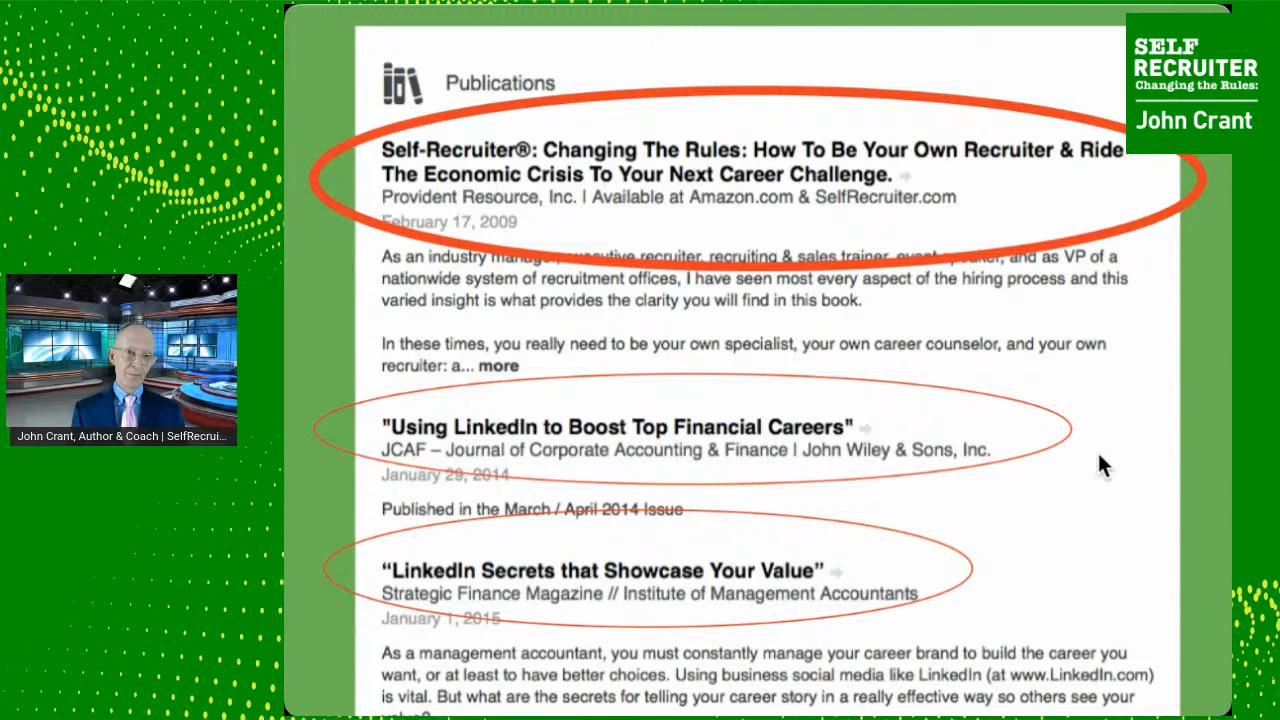 Publications
SELF
RECRUITER
Changing the Rules:
John Crant
Self-Recruiter®: Changing The Rules: How To Be Your Own Recruiter & Ride
The Economic Crisis To Your Next Career Challenge.
Provident Resource, Inc. | Available at Amazon.com & SelfRecruiter.com
February 17, 2009
As an industry manager, executive recruiter, recruiting & sales trainer, event speaker, and as VP of a
nationwide system of recruitment offices, I have seen most every aspect of the hiring process and this
varied insight is what provides the clarity you will find in this book.
In these times, you really need to be your own specialist, your own career counselor, and your own
recruiter: a... more
"Using LinkedIn to Boost Top Financial Careers"
JCAF – Journal of Corporate Accounting & Finance | John Wiley & Sons, Inc.
January 29, 2014
Published in the March / April 2014 Issue
“LinkedIn Secrets that Showcase Your Value”
Strategic Finance Magazine // Institute of Management Accountants
January 1, 2015
As a management accountant, you must constantly manage your career brand to build the career you
want, or at least to have better choices. Using business social media like LinkedIn (at www.LinkedIn.com)
is vital. But what are the secrets for telling your career story in a really effective way so others see your
John Crant, Author & Coach | SelfRecrui...